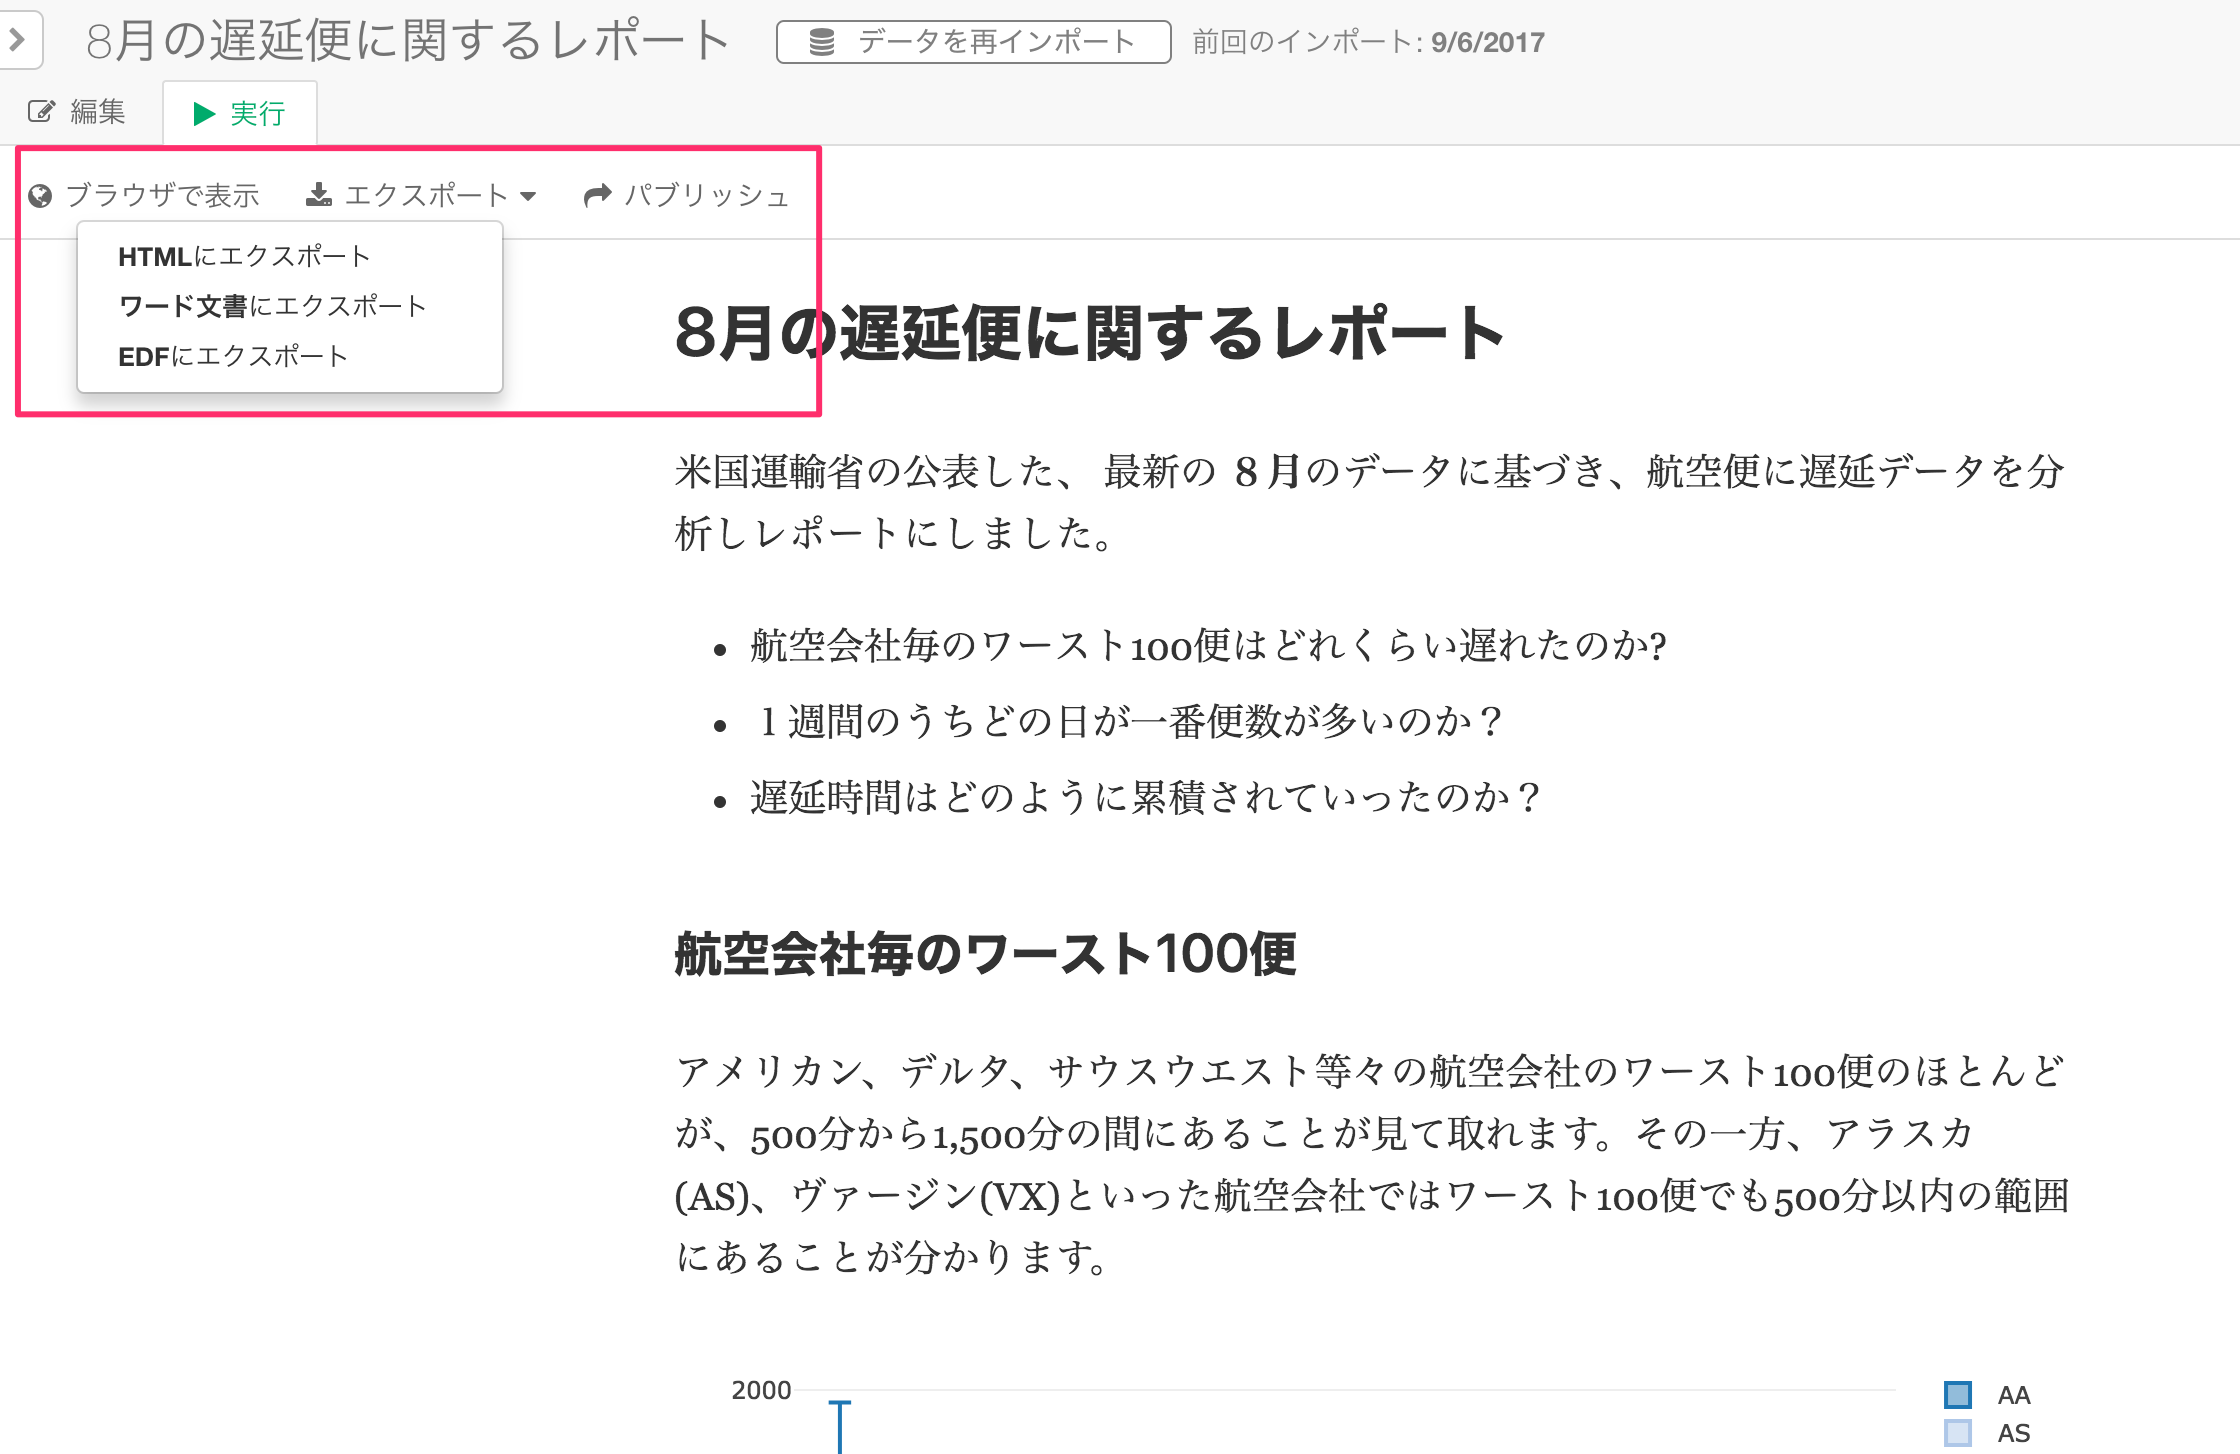 8月の遅延便に関するレポート データを再インポート 前回のインポート: 9/6/2017
編集 実行
ブラウザで表示 エクスポート パブリッシュ
HTMLにエクスポート
ワード文書にエクスポート
EDFにエクスポート
8月の遅延便に関するレポート
米国運輸省の公表した、 最新の ８月のデータに基づき、航空便に遅延データを分
析しレポートにしました。
航空会社毎のワースト100便はどれくらい遅れたのか?
１週間のうちどの日が一番便数が多いのか？
遅延時間はどのように累積されていったのか？
航空会社毎のワースト100便
アメリカン、デルタ、サウスウエスト等々の航空会社のワースト100便のほとんど
が、500分から1,500分の間にあることが見て取れます。その一方、アラスカ
(AS)、ヴァージン(VX)といった航空会社ではワースト100便でも500分以内の範囲
にあることが分かります。
2000
AA
AS